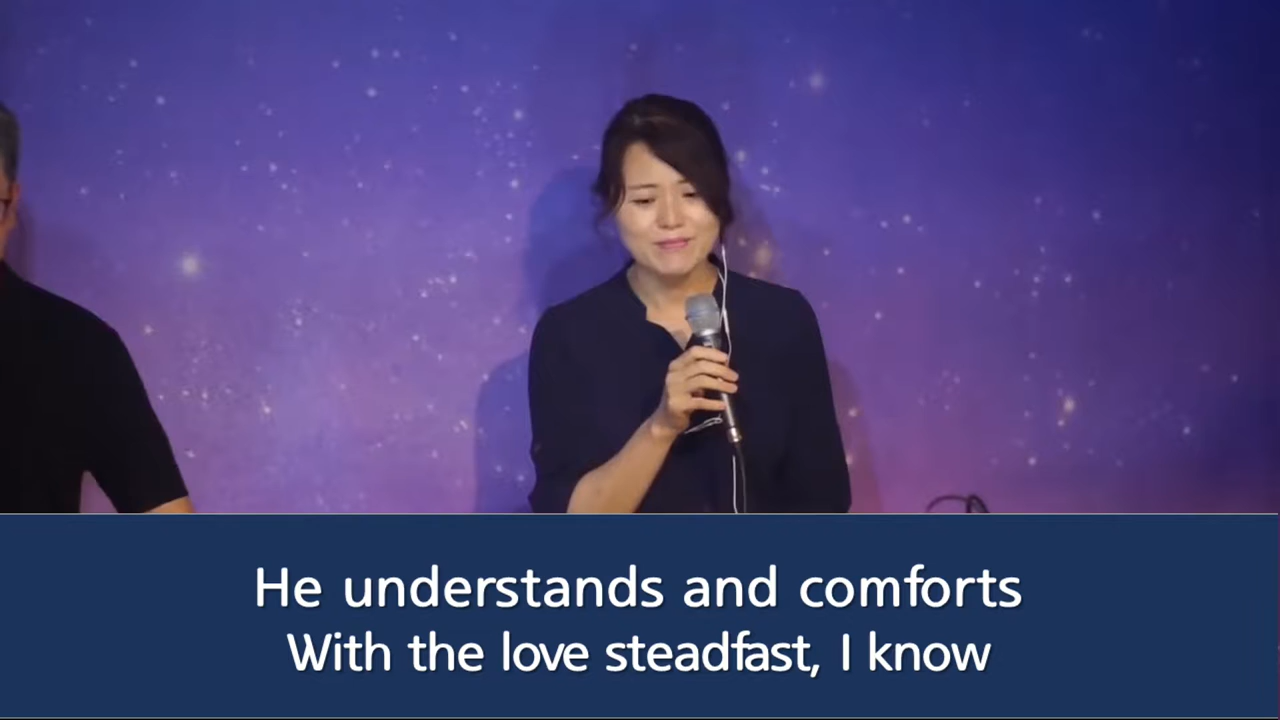 He understands and comforts
With the love steadfast, I know